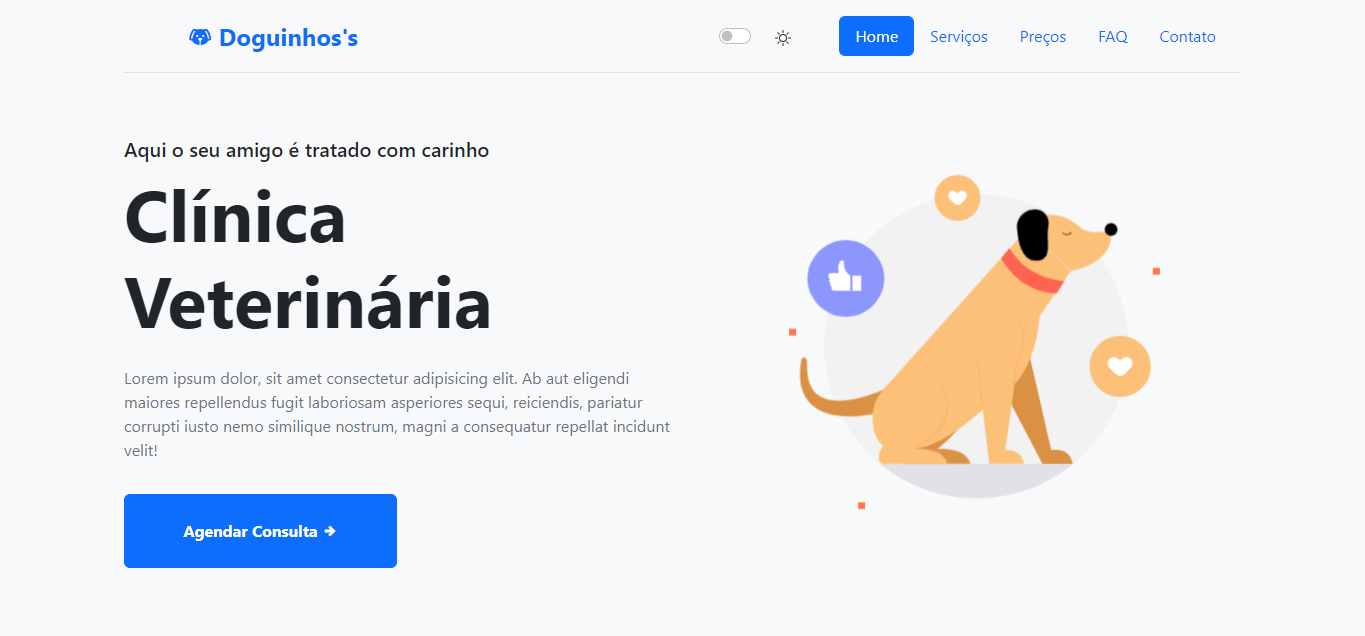 Doguinhos's
Home Serviços Preços FAQ Contato
Aqui o seu amigo é tratado com carinho
Clínica
Veterinária
Lorem ipsum dolor, sit amet consectetur adipisicing elit. Ab aut eligendi
maiores repellendus fugit laboriosam asperiores sequi, reiciendis, pariatur
corrupti iusto nemo similique nostrum, magni a consequatur repellat incidunt
velit!
Agendar Consulta →